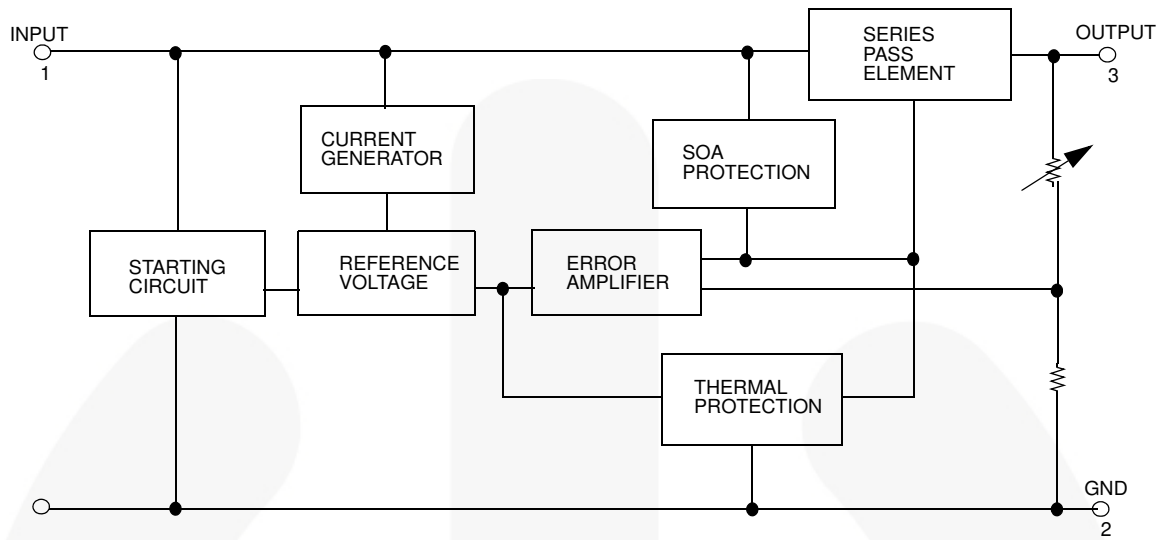 INPUT
1
SERIES
PASS
ELEMENT
OUTPUT
3
CURRENT
GENERATOR
SOA
PROTECTION
STARTING
CIRCUIT
REFERENCE
VOLTAGE
ERROR
AMPLIFIER
THERMAL
PROTECTION
GND
2